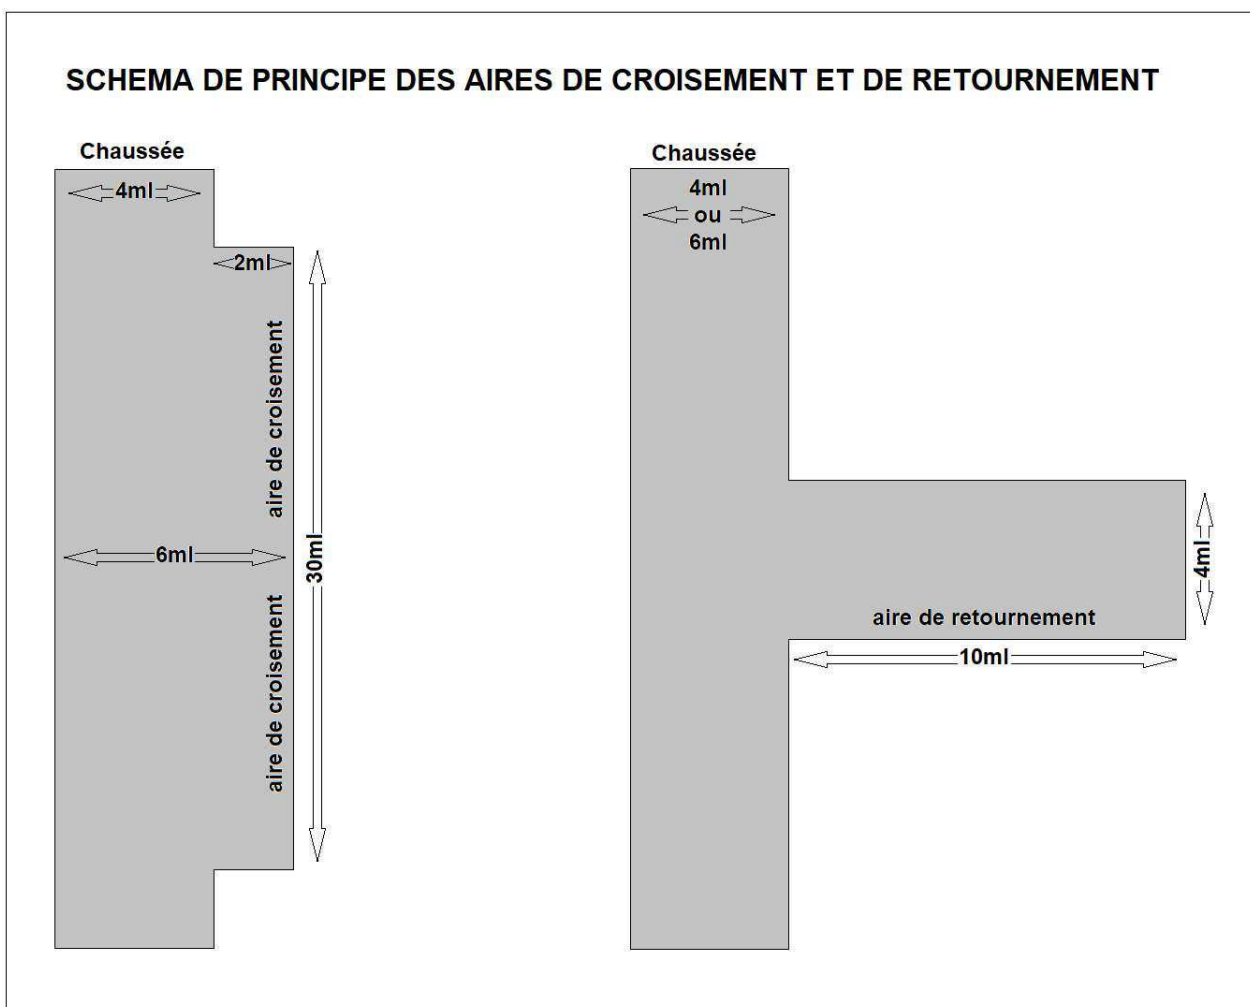 SCHEMA DE PRINCIPE DES AIRES DE CROISEMENT ET DE RETOURNEMENT
Chaussée
4ml
2ml
aire de croisement
6ml
30ml
aire de croisement
Chaussée
4ml
ou
6ml
4ml
aire de retournement
10ml